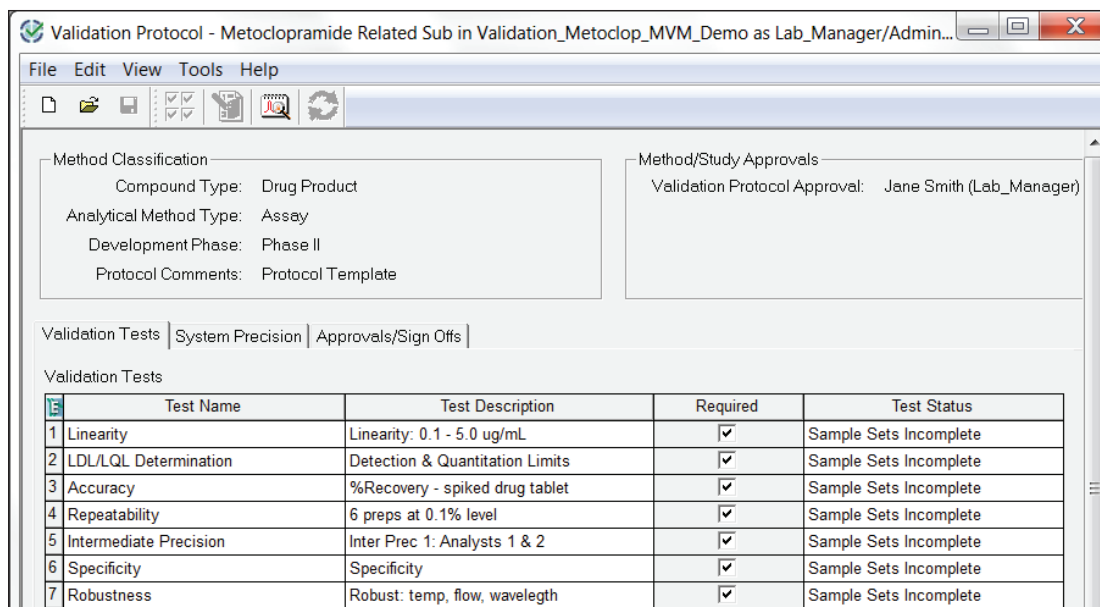 Validation Protocol - Metoclopramide Related Sub in Validation_Metoclop_MVM_Demo as Lab_Manager/Admin...
File Edit View Tools Help
Method Classification
Compound Type: Drug Product
Analytical Method Type: Assay
Development Phase: Phase II
Protocol Comments: Protocol Template
Method/Study Approvals
Validation Protocol Approval: Jane Smith (Lab_Manager)
Validation Tests System Precision Approvals/Sign Offs
Validation Tests
Test Name Test Description Required Test Status
1 Linearity Linearity: 0.1 - 5.0 ug/mL Sample Sets Incomplete
2 LDL/LQL Determination Detection & Quantitation Limits Sample Sets Incomplete
3 Accuracy %Recovery - spiked drug tablet Sample Sets Incomplete
4 Repeatability 6 preps at 0.1% level Sample Sets Incomplete
5 Intermediate Precision Inter Prec 1: Analysts 1 & 2 Sample Sets Incomplete
6 Specificity Specificity Sample Sets Incomplete
7 Robustness Robust: temp, flow, wavelegth Sample Sets Incomplete